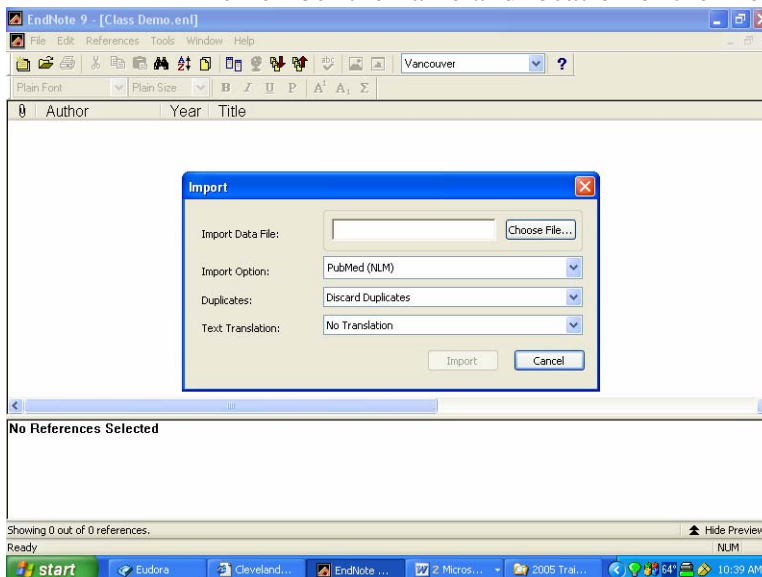 EndNote 9 - [Class Demo.enl]
File Edit References Tools Window Help
Vancouver
Plain Font Plain Size B I U P A¹ A₁ Σ
Author Year Title
Import
Import Data File: Choose File...
Import Option: PubMed (NLM)
Duplicates: Discard Duplicates
Text Translation: No Translation
Import Cancel
No References Selected
Showing 0 out of 0 references. Hide Preview
Ready NUM
start Eudora Cleveland... EndNote ... 2 Micros... 2005 Trai... 64° 10:39 AM